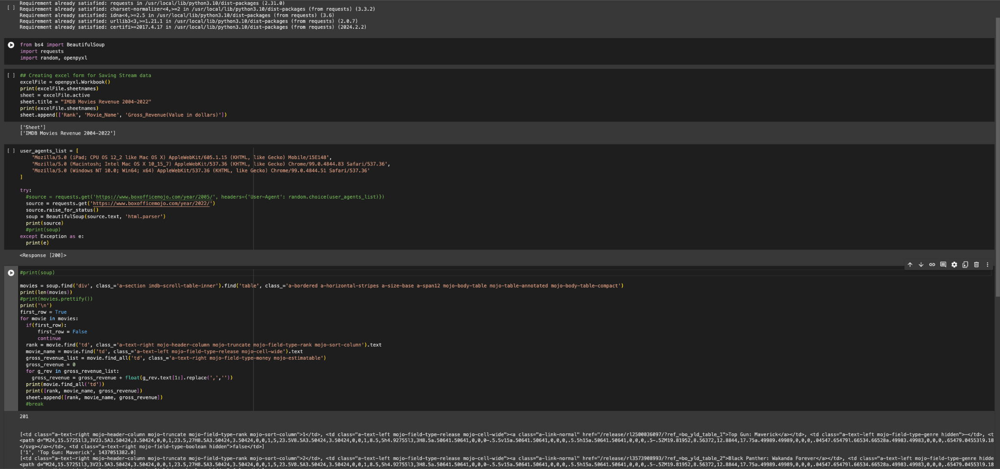 Requirement already satisfied: requests in /usr/local/lib/python3.10/dist-packages (2.31.0)
[ ] Requirement already satisfied: charset-normalizer<4,>=2 in /usr/local/lib/python3.10/dist-packages (from requests) (3.3.2)
Requirement already satisfied: idna<4,>=2.5 in /usr/local/lib/python3.10/dist-packages (from requests) (3.6)
Requirement already satisfied: urllib3<3,>=1.21.1 in /usr/local/lib/python3.10/dist-packages (from requests) (2.0.7)
Requirement already satisfied: certifi>=2017.4.17 in /usr/local/lib/python3.10/dist-packages (from requests) (2024.2.2)
from bs4 import BeautifulSoup
import requests
import random, openpyxl
[ ] ## Creating excel form for Saving Stream data
excelFile = openpyxl.Workbook()
print(excelFile.sheetnames)
sheet = excelFile.active
sheet.title = "IMDB Movies Revenue 2004-2022"
print(excelFile.sheetnames)
sheet.append(['Rank', 'Movie_Name', 'Gross_Revenue(Value in dollars)'])
['Sheet']
['IMDB Movies Revenue 2004-2022']
[ ] user_agents_list = [
'Mozilla/5.0 (iPad; CPU OS 12_2 like Mac OS X) AppleWebKit/605.1.15 (KHTML, like Gecko) Mobile/15E148',
'Mozilla/5.0 (Macintosh; Intel Mac OS X 10_15_7) AppleWebKit/537.36 (KHTML, like Gecko) Chrome/99.0.4844.83 Safari/537.36',
'Mozilla/5.0 (Windows NT 10.0; Win64; x64) AppleWebKit/537.36 (KHTML, like Gecko) Chrome/99.0.4844.51 Safari/537.36'
]
try:
#source = requests.get('https://www.boxofficemojo.com/year/2005/', headers={'User-Agent': random.choice(user_agents_list)})
source = requests.get('https://www.boxofficemojo.com/year/2022/')
source.raise_for_status()
soup = BeautifulSoup(source.text, 'html.parser')
print(source)
#print(soup)
except Exception as e:
print(e)
<Response [200]>
#print(soup)
movies = soup.find('div', class_='a-section imdb-scroll-table-inner').find('table', class_='a-bordered a-horizontal-stripes a-size-base a-span12 mojo-body-table mojo-table-annotated mojo-body-table-compact')
print(len(movies))
#print(movies.prettify())
print('\n')
first_row = True
for movie in movies:
if(first_row):
first_row = False
continue
rank = movie.find('td', class_='a-text-right mojo-header-column mojo-truncate mojo-field-type-rank mojo-sort-column').text
movie_name = movie.find('td', class_='a-text-left mojo-field-type-release mojo-cell-wide').text
gross_revenue_list = movie.find_all('td', class_='a-text-right mojo-field-type-money mojo-estimatable')
gross_revenue = 0
for g_rev in gross_revenue_list:
gross_revenue = gross_revenue + float(g_rev.text[1:].replace(',',''))
print(movie.find_all('td'))
print([rank, movie_name, gross_revenue])
sheet.append([rank, movie_name, gross_revenue])
#break
201
[<td class="a-text-right mojo-header-column mojo-truncate mojo-field-type-rank mojo-sort-column">1</td>, <td class="a-text-left mojo-field-type-release mojo-cell-wide"><a class="a-link-normal" href="/release/rl2500036097/?ref_=bo_yld_table_1">Top Gun: Maverick</a></td>, <td class="a-text-left mojo-field-type-genre hidden">-</td>, <t
<path d="M24,15.57251l3,3V23.5A3.50424,3.50424,0,0,1,23.5,27H8.5A3.50424,3.50424,0,0,1,5,23.5V8.5A3.50424,3.50424,0,0,1,8.5,5h4.92755l3,3H8.5a.50641.50641,0,0,0-.5.5v15a.50641.50641,0,0,0,.5.5h15a.50641.50641,0,0,0,.5-.5ZM19.81952,8.56372,12.8844,17.75a.49989.49989,0,0,0,.04547.65479l.66534.66528a.49983.49983,0,0,0,.65479.04553l9.18
</svg></a></td>, <td class="a-text-right mojo-field-type-boolean hidden">false</td>]
['1', 'Top Gun: Maverick', 1437051382.0]
[<td class="a-text-right mojo-header-column mojo-truncate mojo-field-type-rank mojo-sort-column">2</td>, <td class="a-text-left mojo-field-type-release mojo-cell-wide"><a class="a-link-normal" href="/release/rl3573908993/?ref_=bo_yld_table_2">Black Panther: Wakanda Forever</a></td>, <td class="a-text-left mojo-field-type-genre hidde
<path d="M24,15.57251l3,3V23.5A3.50424,3.50424,0,0,1,23.5,27H8.5A3.50424,3.50424,0,0,1,5,23.5V8.5A3.50424,3.50424,0,0,1,8.5,5h4.92755l3,3H8.5a.50641.50641,0,0,0-.5.5v15a.50641.50641,0,0,0,.5.5h15a.50641.50641,0,0,0,.5-.5ZM19.81952,8.56372,12.8844,17.75a.49989.49989,0,0,0,.04547.65479l.66534.66528a.49983.49983,0,0,0,.65479.04553l9.18